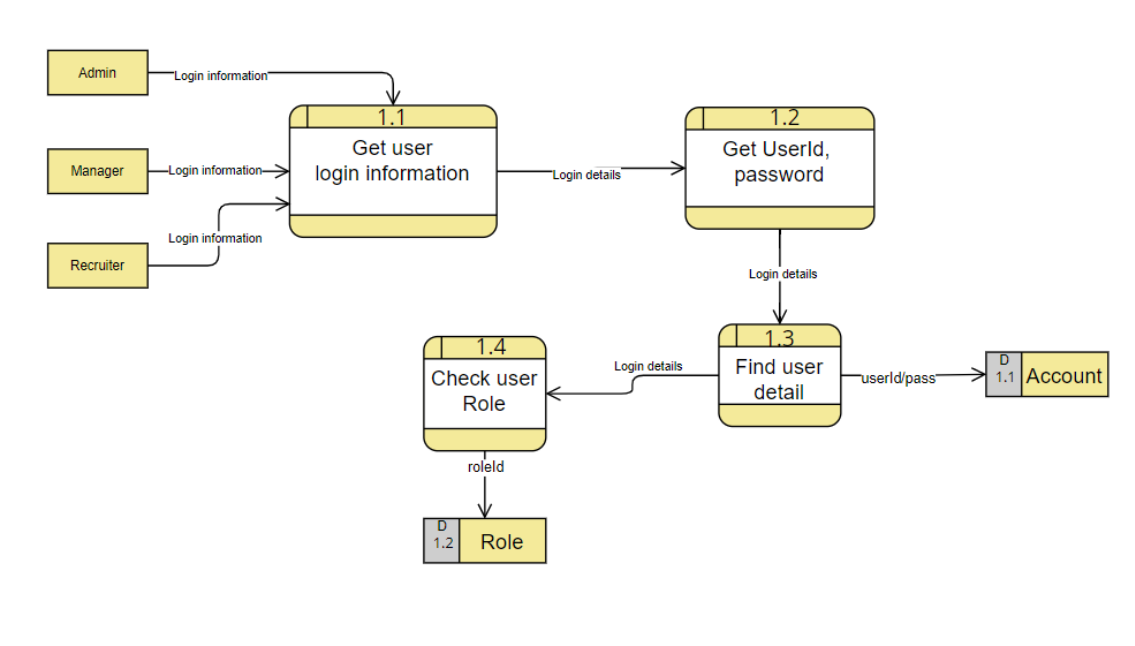 Admin
Login information
1.1
Get user
login information
1.2
Get UserId,
password
Manager
Login information
Login details
Login information
Recruiter
Login details
1.3
Find user
detail
1.4
Check user
Role
Login details
userId/pass
D
1.1
Account
roleId
D
1.2
Role